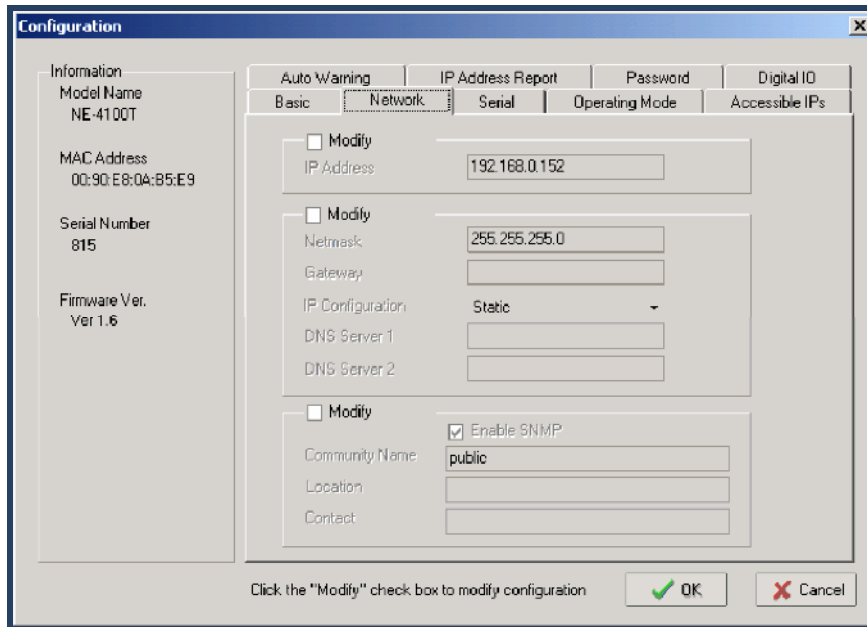 Configuration
Information
Model Name
NE-4100T
MAC Address
00:90:E8:0A:B5:E9
Serial Number
815
Firmware Ver.
Ver 1.6
Auto Warning
IP Address Report
Password
Digital IO
Basic
Network
Serial
Operating Mode
Accessible IPs
Modify
IP Address
192.168.0.152
Modify
Netmask
255.255.255.0
Gateway
IP Configuration
Static
DNS Server 1
DNS Server 2
Modify
Enable SNMP
Community Name
public
Location
Contact
Click the "Modify" check box to modify configuration
OK
Cancel